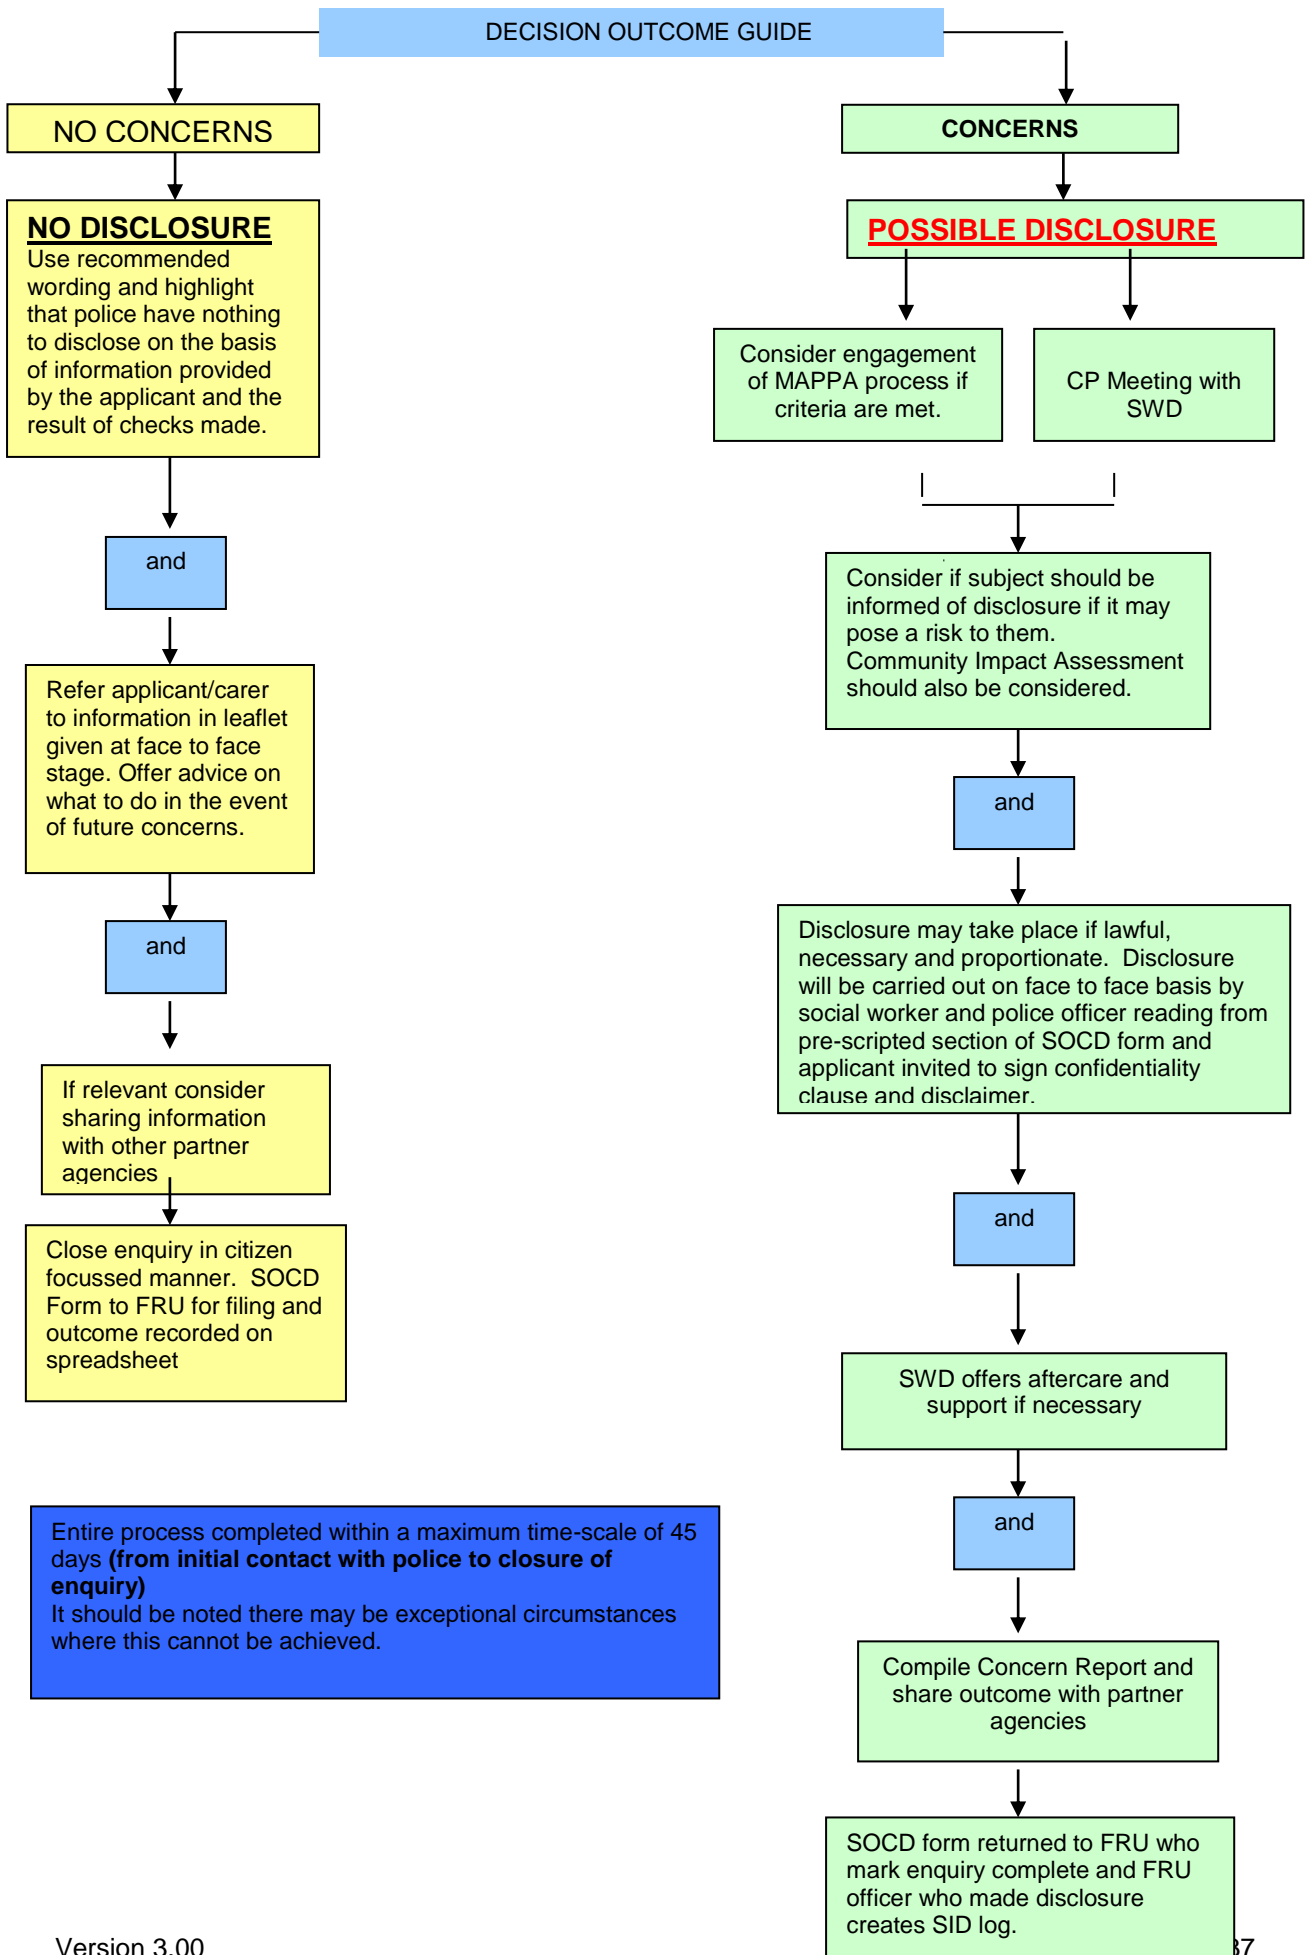 DECISION OUTCOME GUIDE
NO CONCERNS
NO DISCLOSURE
Use recommended
wording and highlight
that police have nothing
to disclose on the basis
of information provided
by the applicant and the
result of checks made.
and
Refer applicant/carer
to information in leaflet
given at face to face
stage. Offer advice on
what to do in the event
of future concerns.
and
If relevant consider
sharing information
with other partner
agencies
Close enquiry in citizen
focussed manner.  SOCD
Form to FRU for filing and
outcome recorded on
spreadsheet
Entire process completed within a maximum time-scale of 45
days (from initial contact with police to closure of
enquiry)
It should be noted there may be exceptional circumstances
where this cannot be achieved.
CONCERNS
POSSIBLE DISCLOSURE
Consider engagement
of MAPPA process if
criteria are met.
CP Meeting with
SWD
Consider if subject should be
informed of disclosure if it may
pose a risk to them.
Community Impact Assessment
should also be considered.
and
Disclosure may take place if lawful,
necessary and proportionate.  Disclosure
will be carried out on face to face basis by
social worker and police officer reading from
pre-scripted section of SOCD form and
applicant invited to sign confidentiality
clause and disclaimer.
and
SWD offers aftercare and
support if necessary
and
Compile Concern Report and
share outcome with partner
agencies
SOCD form returned to FRU who
mark enquiry complete and FRU
officer who made disclosure
creates SID log.
Version 3.00